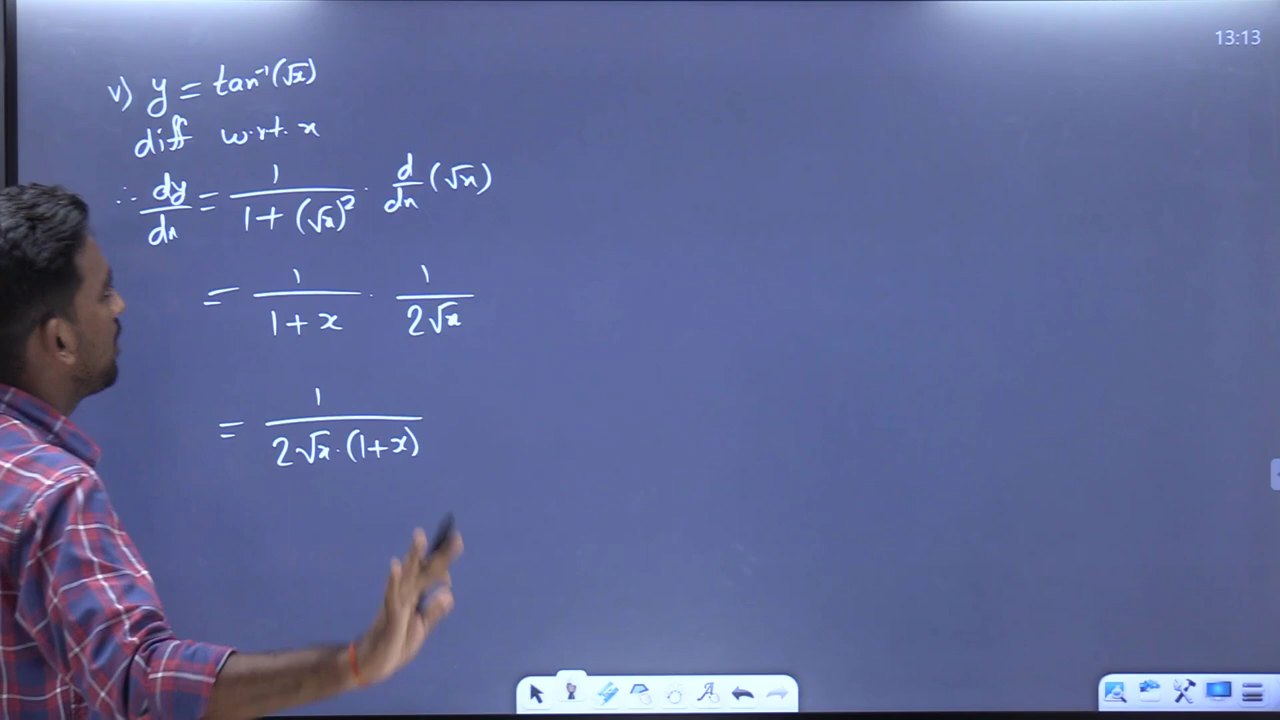 13:13
v) y = tan⁻¹(√x)
diff w.r.t. x
∴ dy/dx = 1/(1 + (√x)²) · d/dx (√x)
= 1/(1 + x) · 1/(2√x)
= 1/(2√x · (1+x))